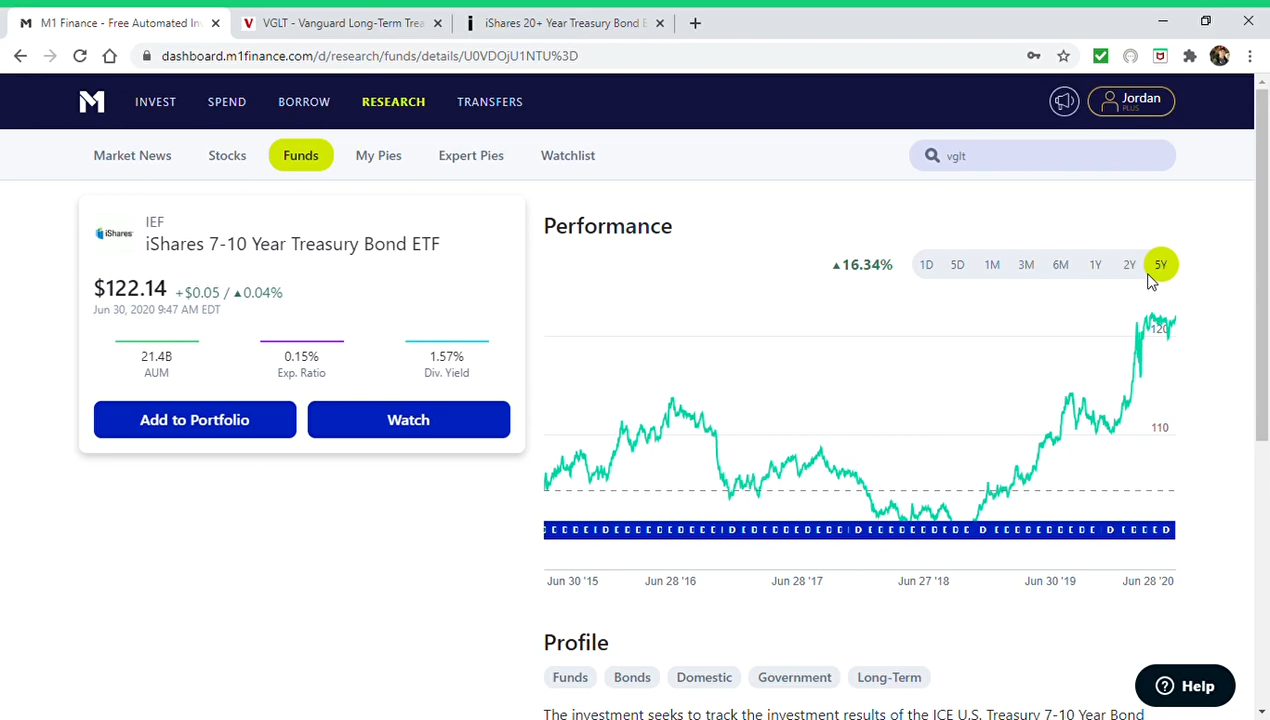 M1 Finance - Free Automated In
VGLT - Vanguard Long-Term Trea
iShares 20+ Year Treasury Bond E
dashboard.m1finance.com/d/research/funds/details/U0VDOjU1NTU%3D
INVEST
SPEND
BORROW
RESEARCH
TRANSFERS
Jordan
PLUS
Market News
Stocks
Funds
My Pies
Expert Pies
Watchlist
vglt
iShares
IEF
iShares 7-10 Year Treasury Bond ETF
$122.14 +$0.05 / ▲0.04%
Jun 30, 2020 9:47 AM EDT
21.4B
AUM
0.15%
Exp. Ratio
1.57%
Div. Yield
Add to Portfolio
Watch
Performance
▲16.34%
1D 5D 1M 3M 6M 1Y 2Y 5Y
120
110
Jun 30 '15 Jun 28 '16 Jun 28 '17 Jun 27 '18 Jun 30 '19 Jun 28 '20
Profile
Funds
Bonds
Domestic
Government
Long-Term
The investment seeks to track the investment results of the ICE U.S. Treasury 7-10 Year Bond
Help